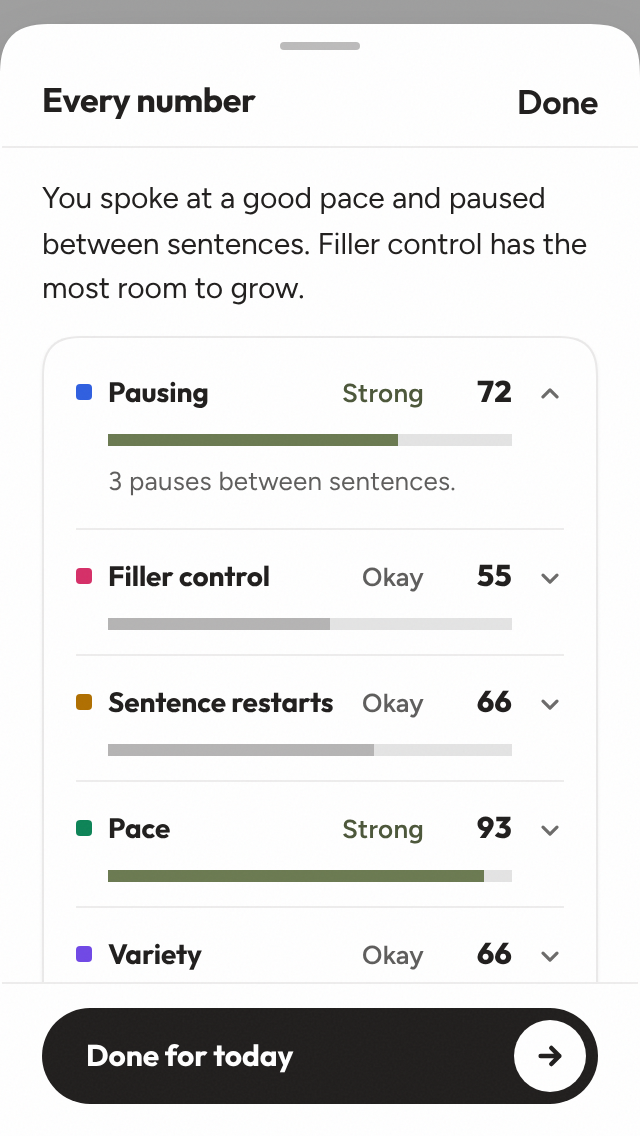 Every number
Done
You spoke at a good pace and paused
between sentences. Filler control has the
most room to grow.
Pausing Strong 72
3 pauses between sentences.
Filler control Okay 55
Sentence restarts Okay 66
Pace Strong 93
Variety Okay 66
Done for today